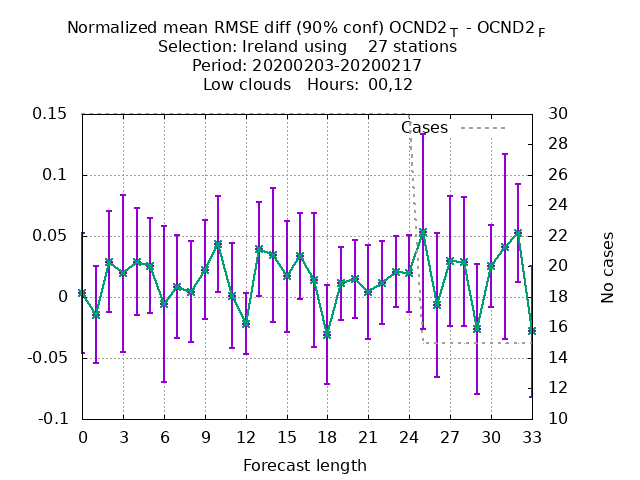 Normalized mean RMSE diff (90% conf) OCND2 T - OCND2 F
Selection: Ireland using 27 stations
Period: 20200203-20200217
Low clouds Hours: 00,12
Cases
0.15
0.1
0.05
0
-0.05
-0.1
30
28
26
24
22
20
18
16
14
12
10
No cases
0 3 6 9 12 15 18 21 24 27 30 33
Forecast length